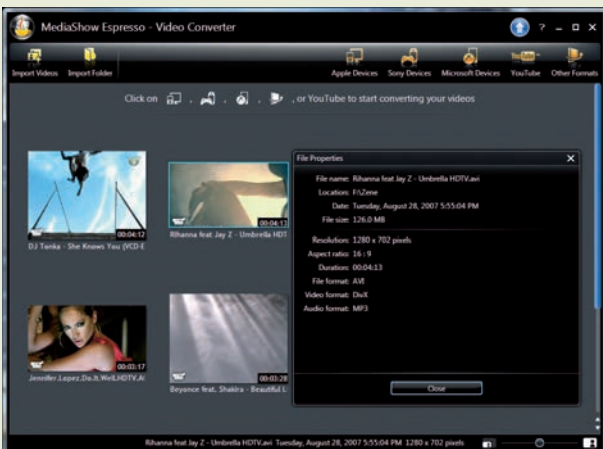 MediaShow Espresso - Video Converter
?
Import Videos Import Folder Apple Devices Sony Devices Microsoft Devices YouTube Other Formats
Click on , , , , or YouTube to start converting your videos
00:04:12
DJ Tonka - She Knows You (VCD-E
00:04:13
Rihanna feat Jay Z - Umbrella HDT
File Properties
File name: Rihanna feat Jay Z - Umbrella HDTV.avi
Location: F:\Zene
Date: Tuesday, August 28, 2007 5:55:04 PM
File size: 126.0 MB
Resolution: 1280 x 702 pixels
Aspect ratio: 16 : 9
Duration: 00:04:13
File format: AVI
Video format: DivX
Audio format: MP3
Close
00:03:17
Jennifer.Lopez.Do.It.Well.HDTV.A
00:03:28
Beyonce feat. Shakira - Beautiful L
Rihanna feat Jay Z - Umbrella HDTV.avi Tuesday, August 28, 2007 5:55:04 PM 1280 x 702 pixels